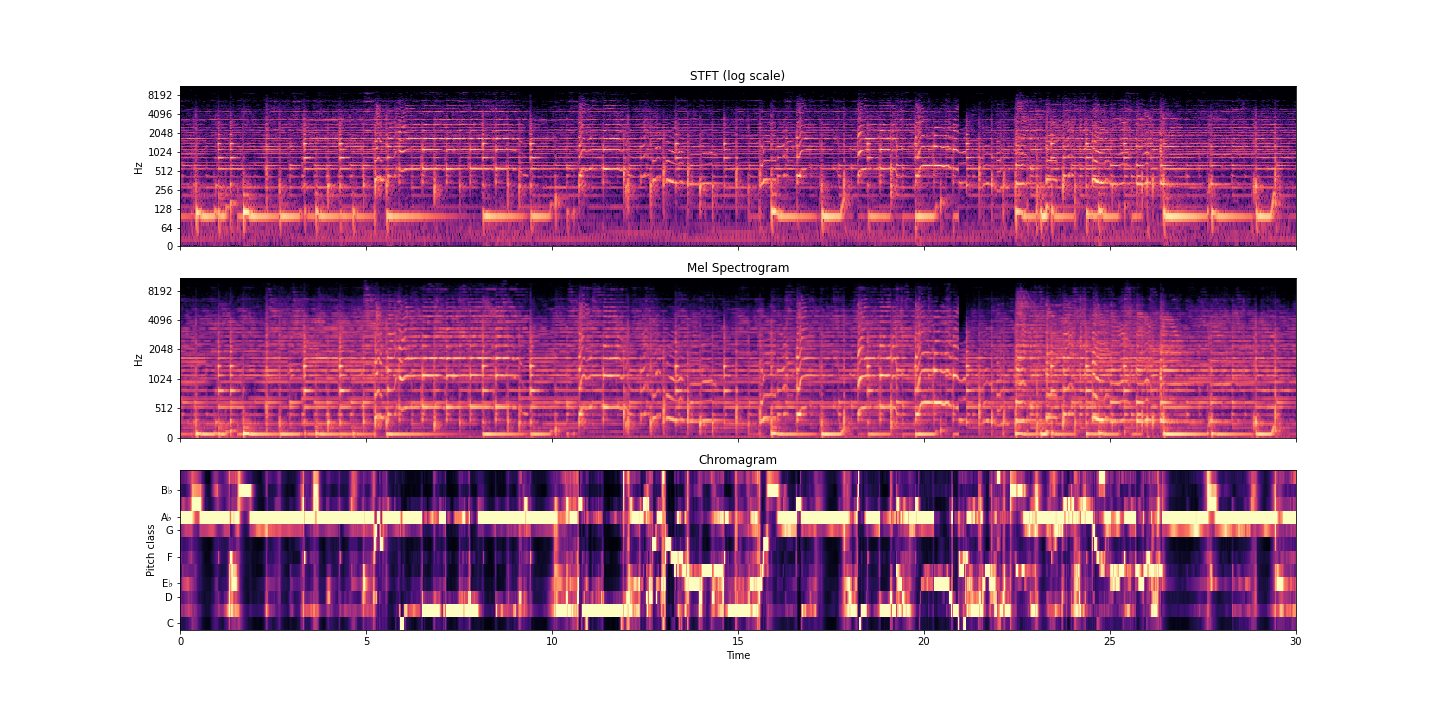 STFT (log scale)
8192
4096
2048
1024
512
256
128
64
0
Hz
Mel Spectrogram
8192
4096
2048
1024
512
0
Hz
Chromagram
B♭
A♭
G
F
E♭
D
C
Pitch class
0 5 10 15 20 25 30
Time